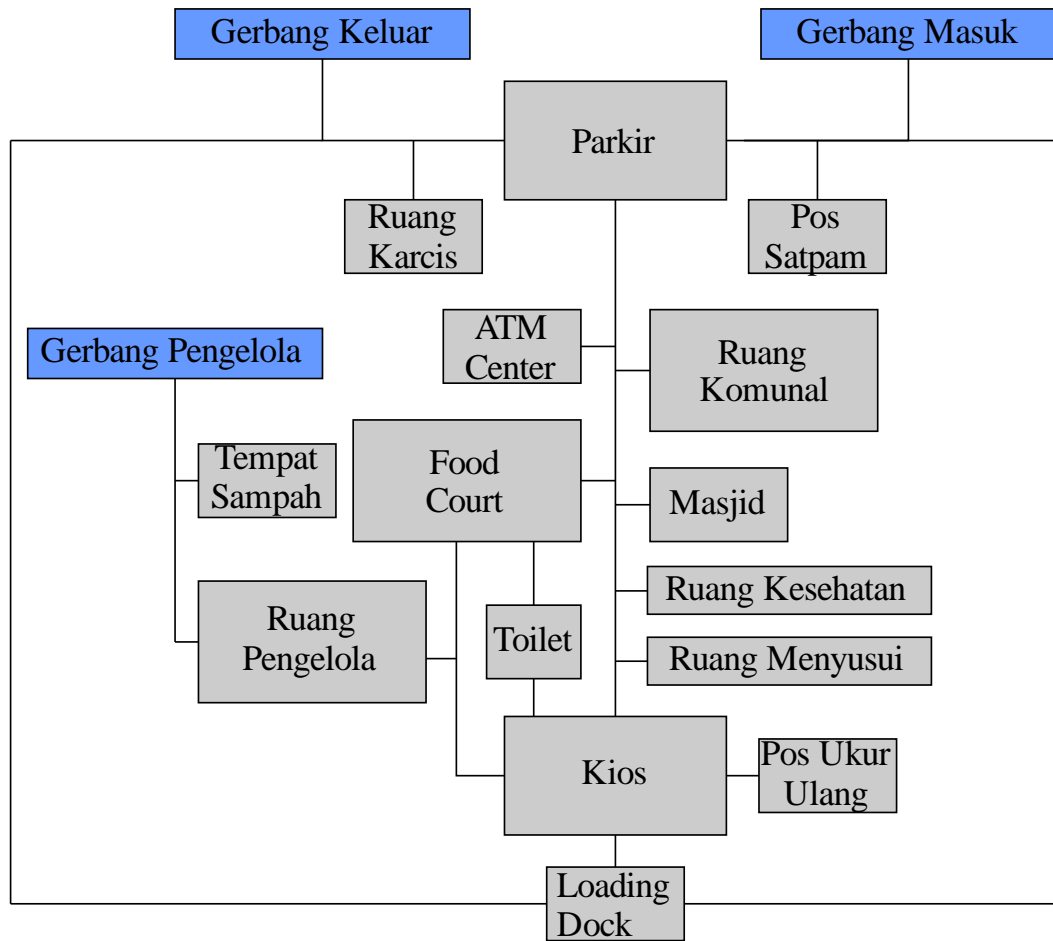 Gerbang Keluar
Gerbang Masuk
Parkir
Ruang
Karcis
Pos
Satpam
ATM
Center
Ruang
Komunal
Gerbang Pengelola
Food
Court
Tempat
Sampah
Masjid
Ruang Kesehatan
Ruang
Pengelola
Toilet
Ruang Menyusui
Kios
Pos Ukur
Ulang
Loading
Dock